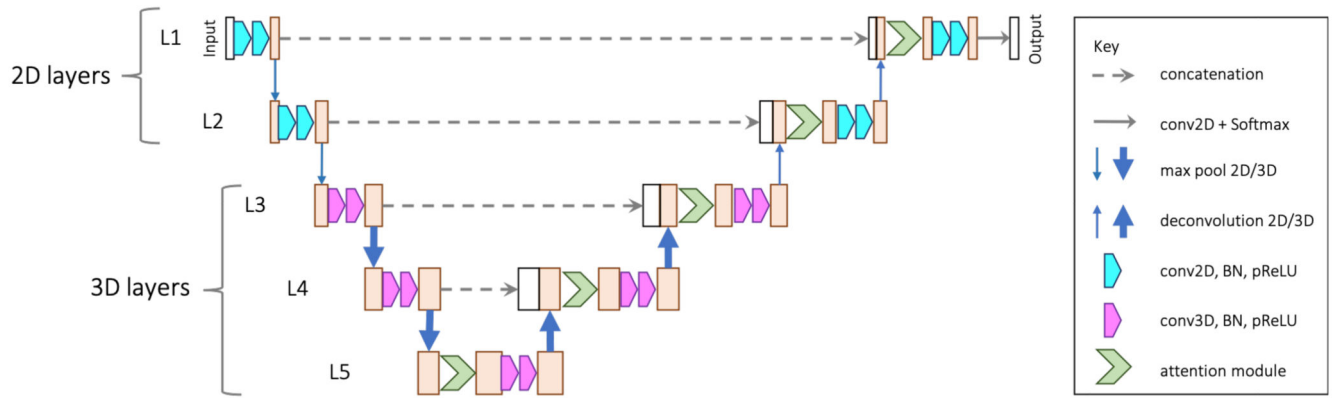 L1
Input
Output
2D layers
L2
L3
3D layers
L4
L5
Key
concatenation
conv2D + Softmax
max pool 2D/3D
deconvolution 2D/3D
conv2D, BN, pReLU
conv3D, BN, pReLU
attention module